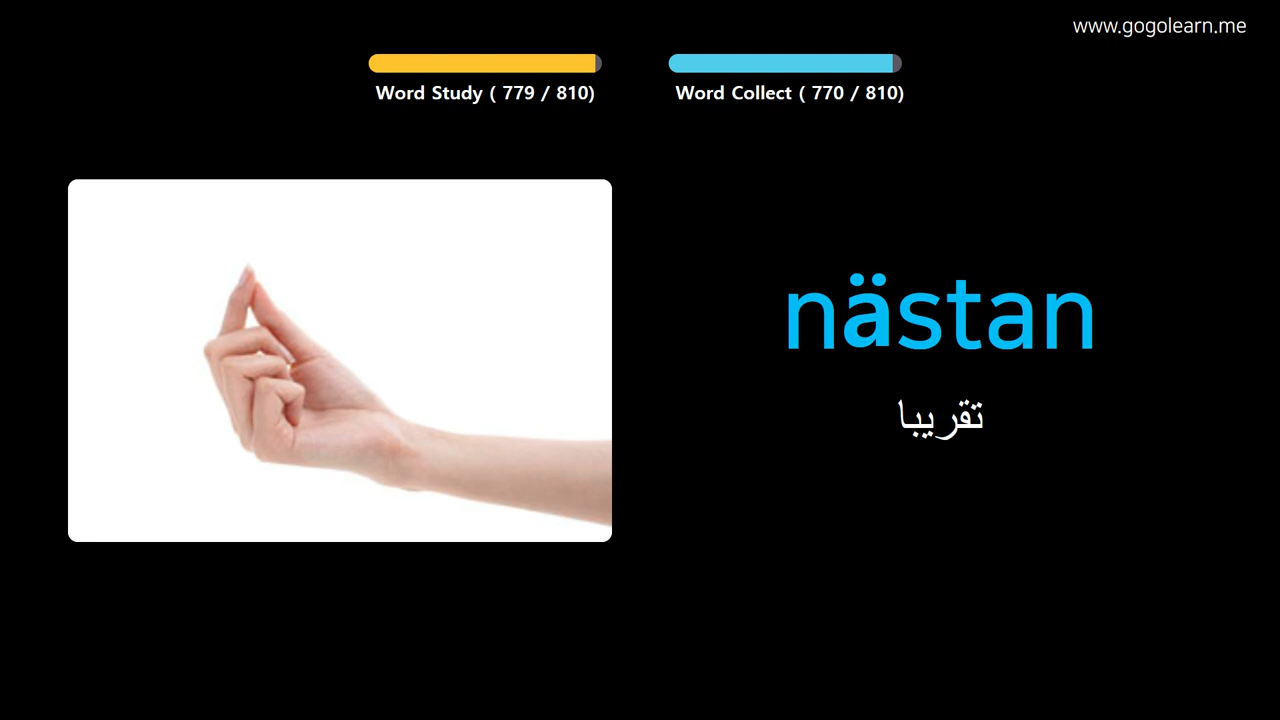 www.gogolearn.me
Word Study ( 779 / 810)
Word Collect ( 770 / 810)
nästan
تقريبا